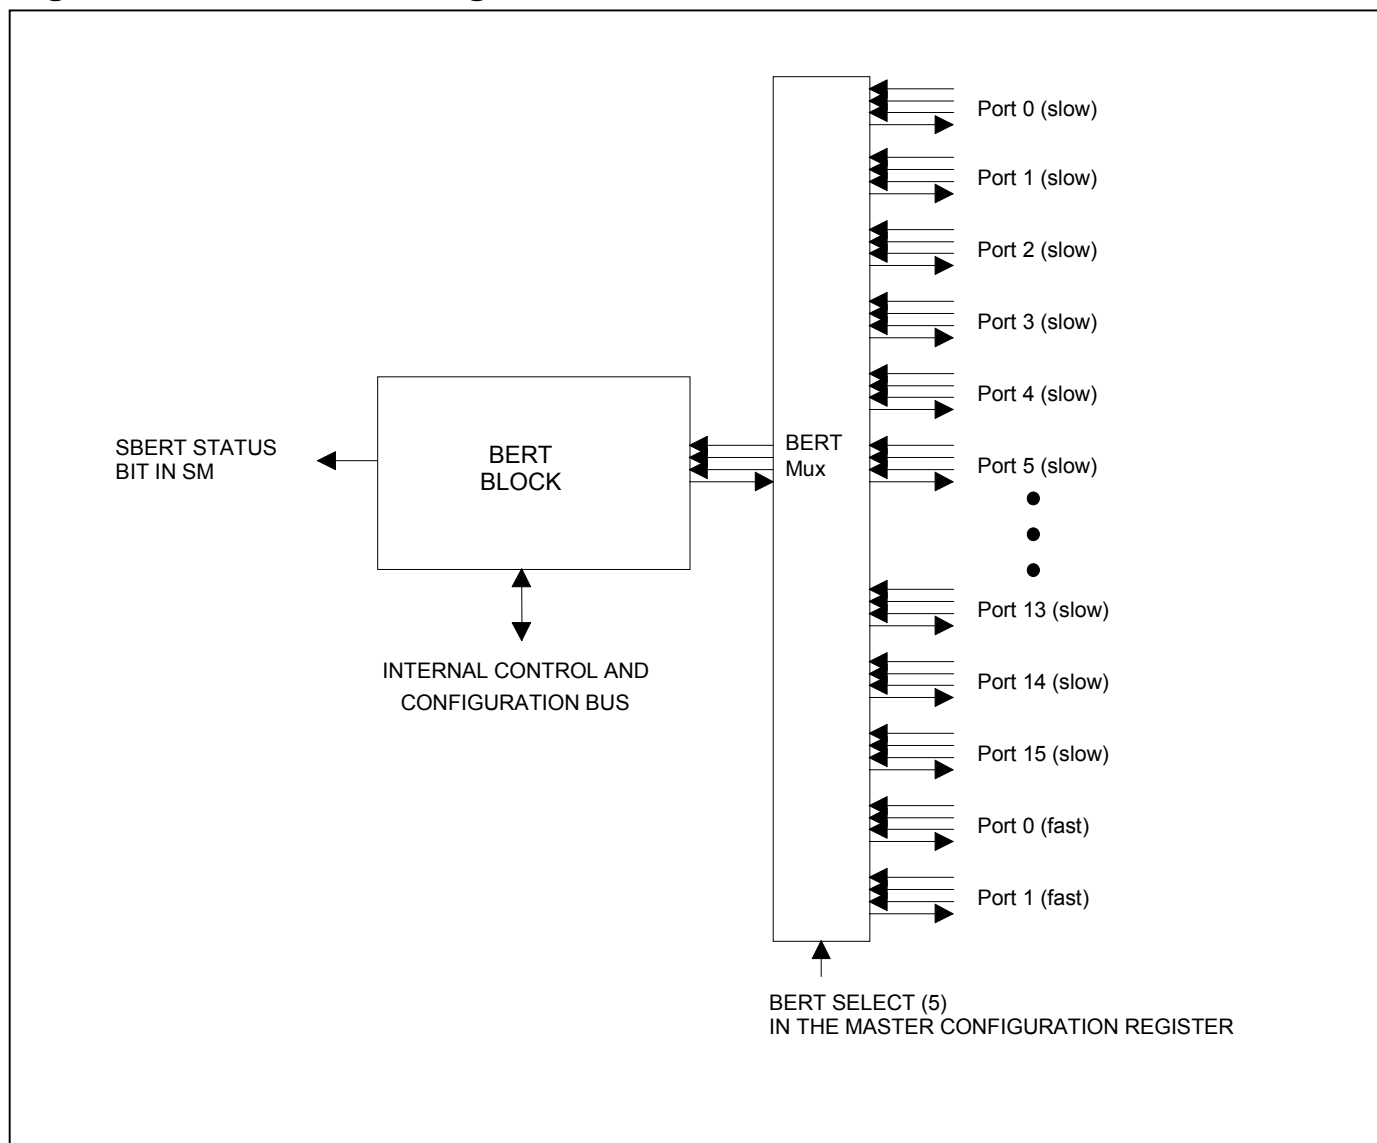 Port 0 (slow)
Port 1 (slow)
Port 2 (slow)
Port 3 (slow)
Port 4 (slow)
SBERT STATUS
BIT IN SM
BERT
BLOCK
BERT
Mux
Port 5 (slow)
Port 13 (slow)
INTERNAL CONTROL AND
CONFIGURATION BUS
Port 14 (slow)
Port 15 (slow)
Port 0 (fast)
Port 1 (fast)
BERT SELECT (5)
IN THE MASTER CONFIGURATION REGISTER